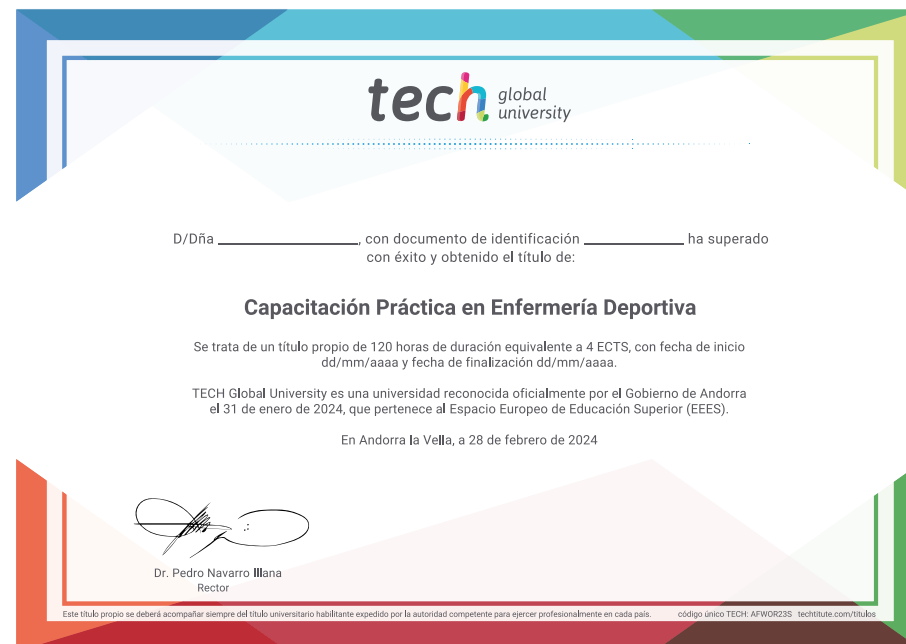 tech global university
D/Dña ______________, con documento de identificación __________ ha superado
con éxito y obtenido el título de:
Capacitación Práctica en Enfermería Deportiva
Se trata de un título propio de 120 horas de duración equivalente a 4 ECTS, con fecha de inicio
dd/mm/aaaa y fecha de finalización dd/mm/aaaa.
TECH Global University es una universidad reconocida oficialmente por el Gobierno de Andorra
el 31 de enero de 2024, que pertenece al Espacio Europeo de Educación Superior (EEES).
En Andorra la Vella, a 28 de febrero de 2024
Dr. Pedro Navarro Illana
Rector
Este título propio se deberá acompañar siempre del título universitario habilitante expedido por la autoridad competente para ejercer profesionalmente en cada país. código único TECH: AFWOR23S techtitute.com/titulos